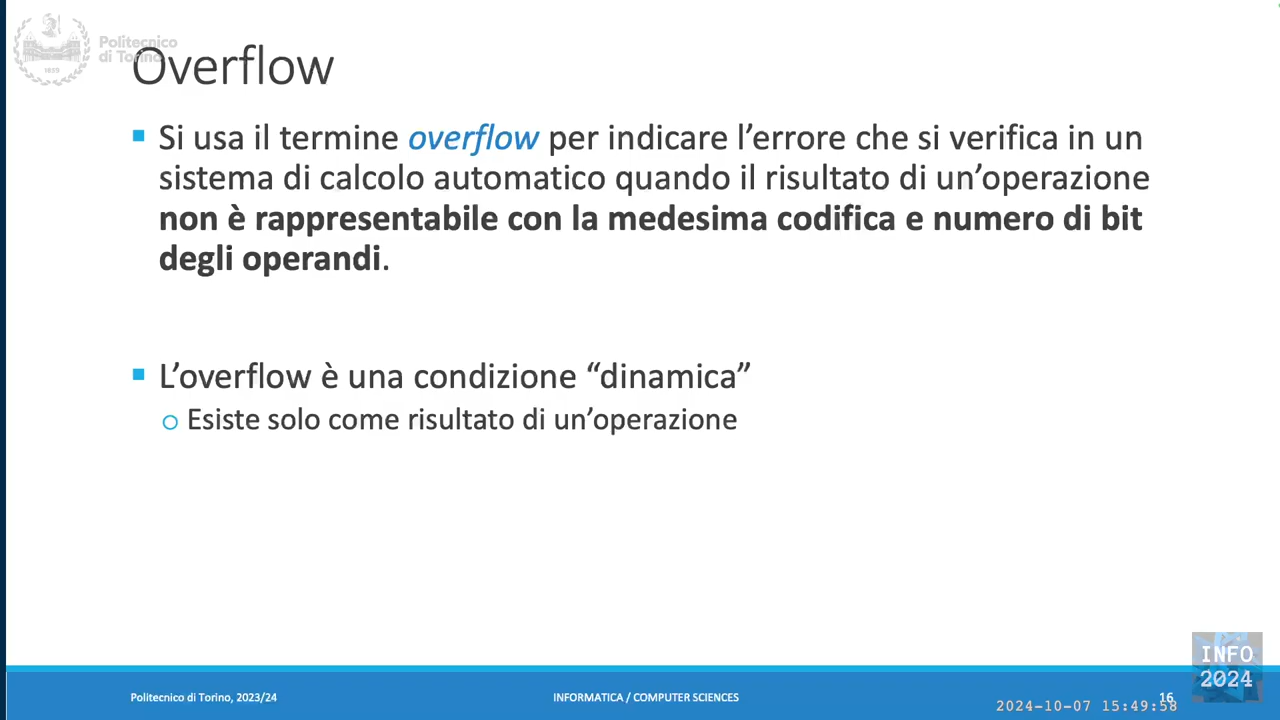 Politecnico
di Torino
Overflow
Si usa il termine overflow per indicare l’errore che si verifica in un
sistema di calcolo automatico quando il risultato di un’operazione
non è rappresentabile con la medesima codifica e numero di bit
degli operandi.
L’overflow è una condizione “dinamica”
Esiste solo come risultato di un’operazione
INFO
2024
Politecnico di Torino, 2023/24
INFORMATICA / COMPUTER SCIENCES
16
2024-10-07 15:49:58